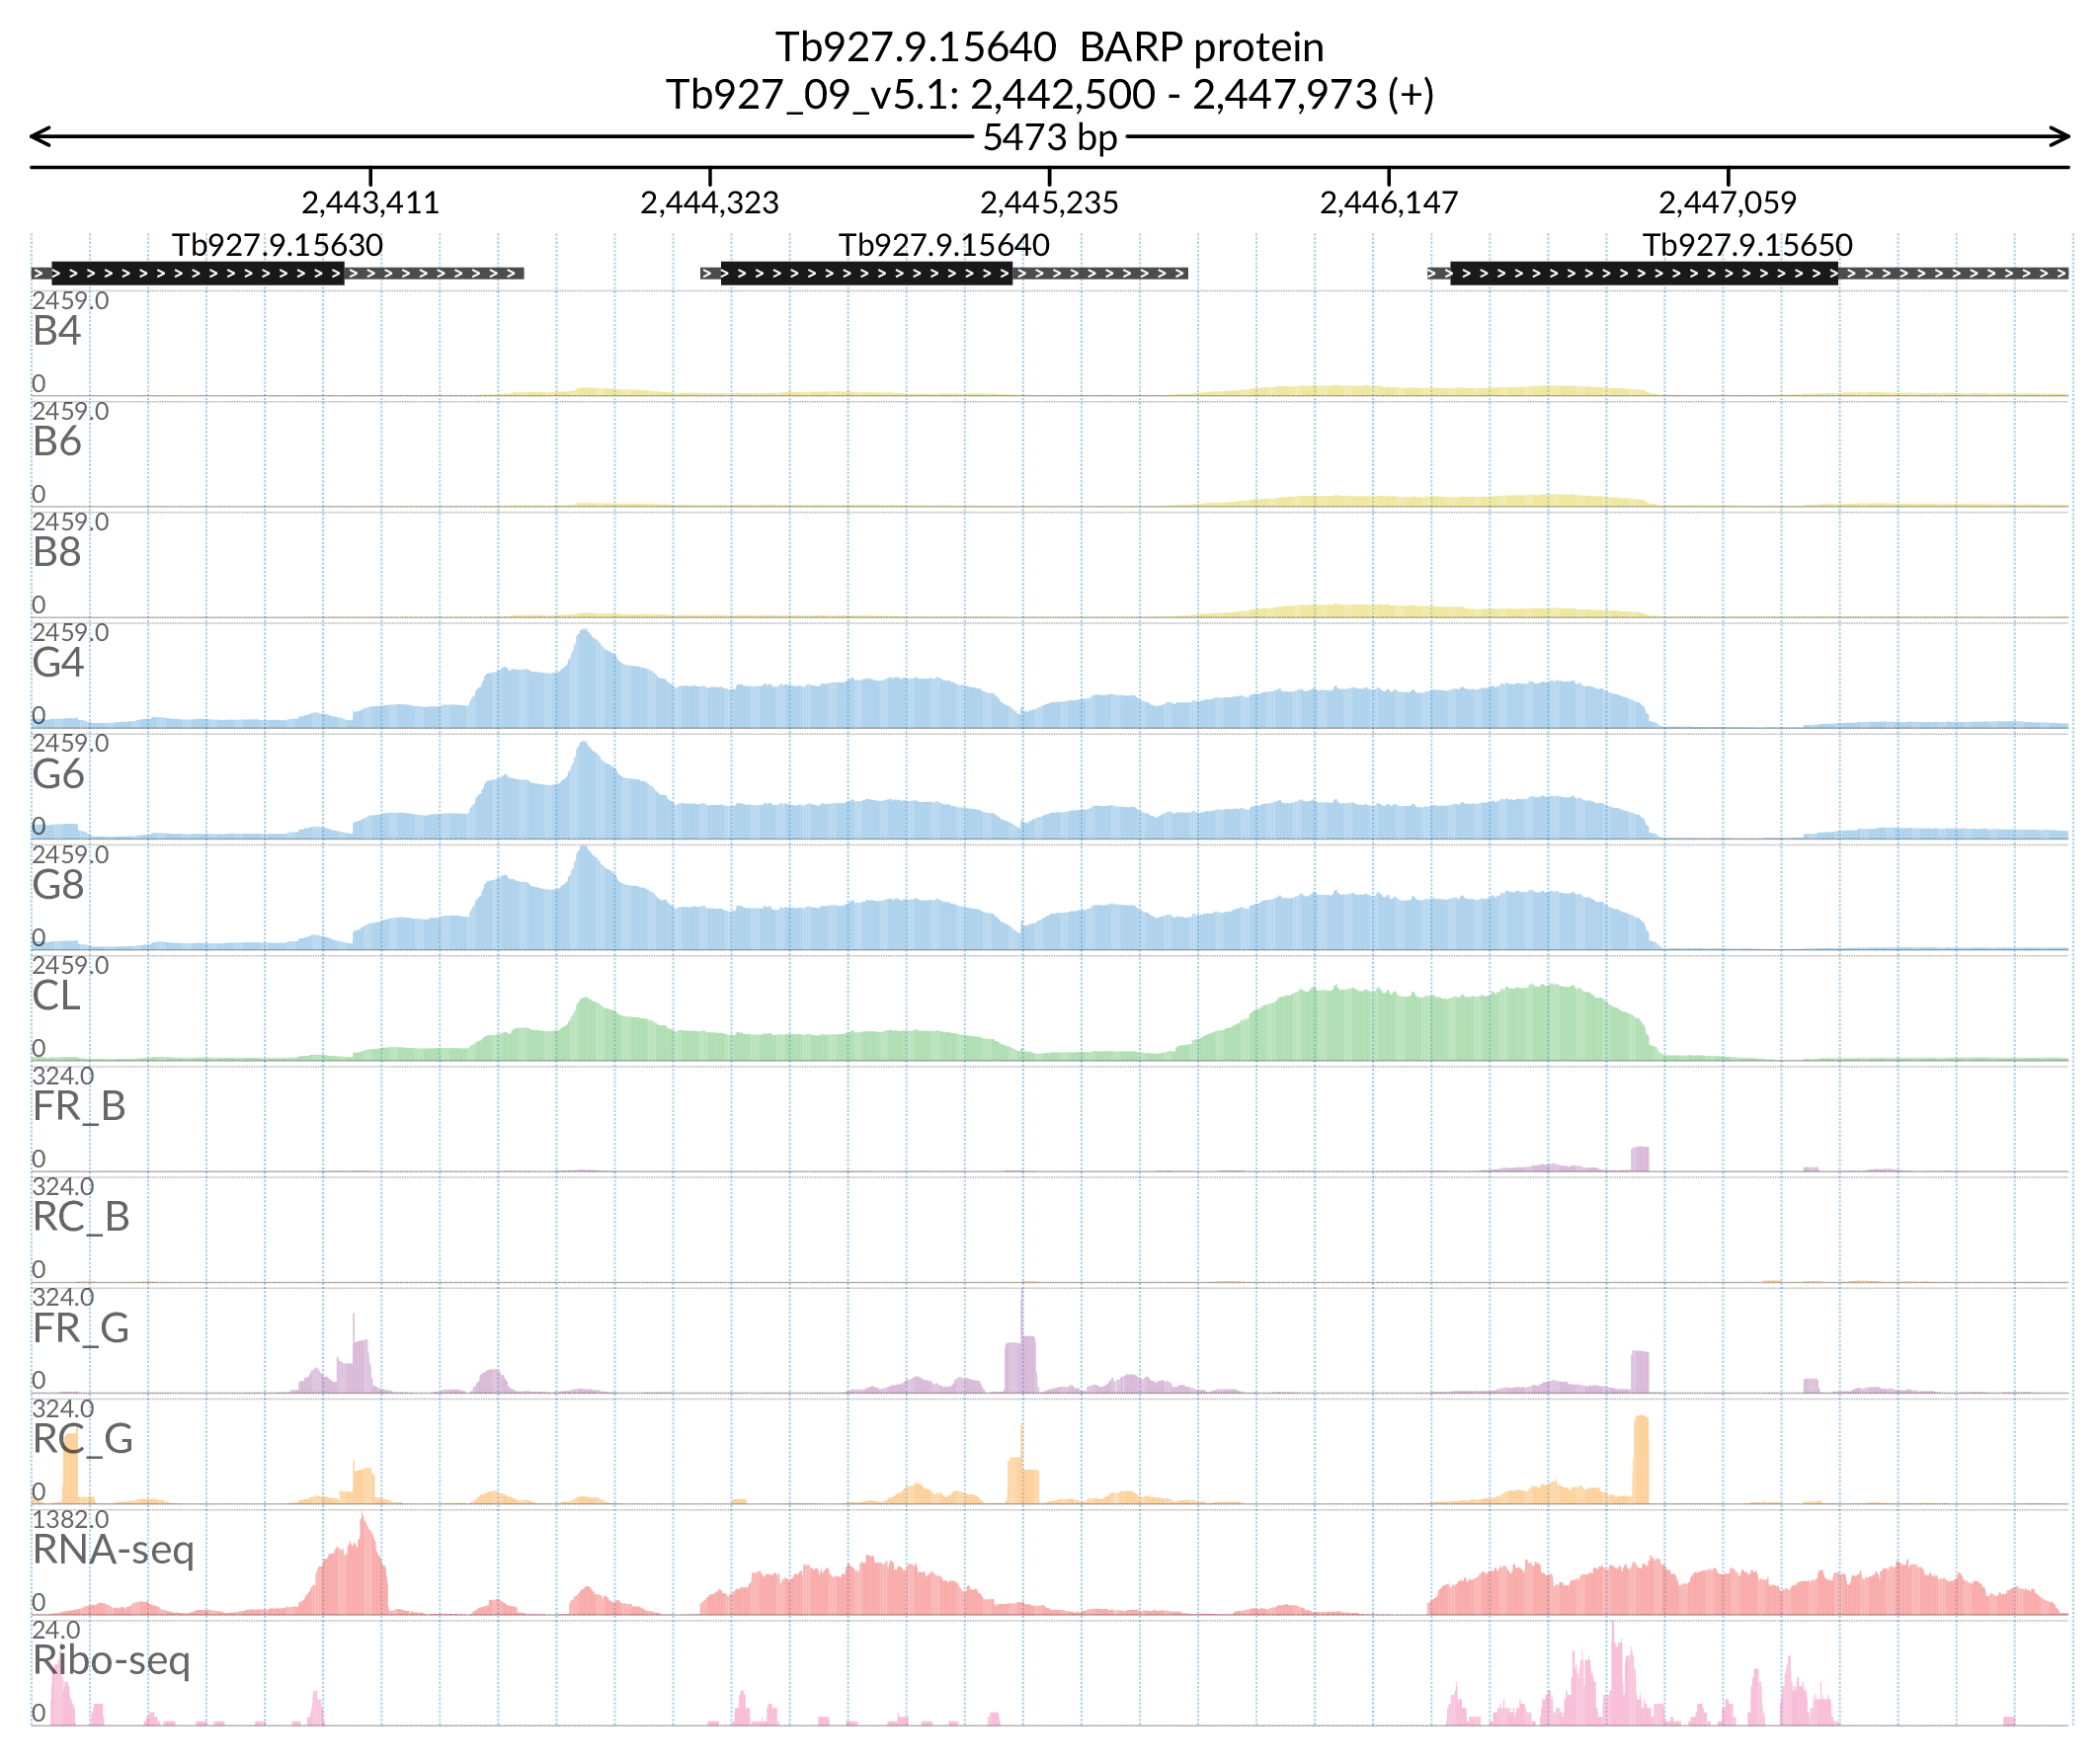 Tb927.9.15640 BARP protein
Tb927_09_v5.1: 2,442,500 - 2,447,973 (+)
5473 bp
2,443,411 2,444,323 2,445,235 2,446,147 2,447,059
Tb927.9.15630 Tb927.9.15640 Tb927.9.15650
2459.0
B4
0
2459.0
B6
0
2459.0
B8
0
2459.0
G4
0
2459.0
G6
0
2459.0
G8
0
2459.0
CL
0
324.0
FR_B
0
324.0
RC_B
0
324.0
FR_G
0
324.0
RC_G
0
1382.0
RNA-seq
0
24.0
Ribo-seq
0